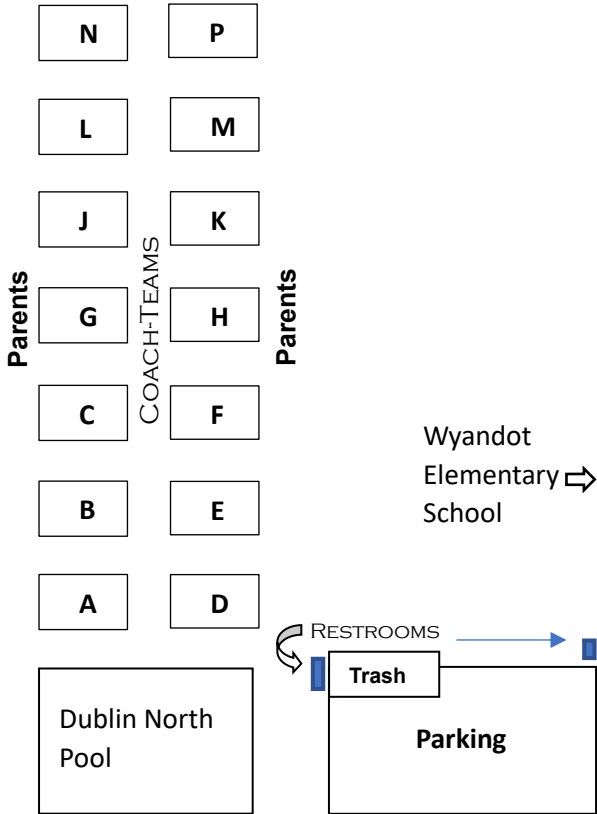 N
P
L
M
J
K
Parents
COACH-TEAMS
Parents
G
H
C
F
Wyandot
Elementary
School
B
E
A
D
RESTROOMS
Trash
Dublin North
Pool
Parking